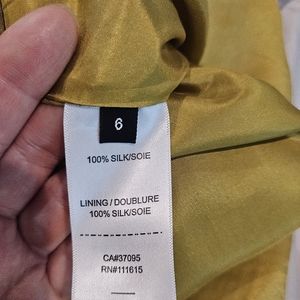 6
100% SILK/SOIE
LINING / DOUBLURE
100% SILK/SOIE
CA#37095
RN#111615